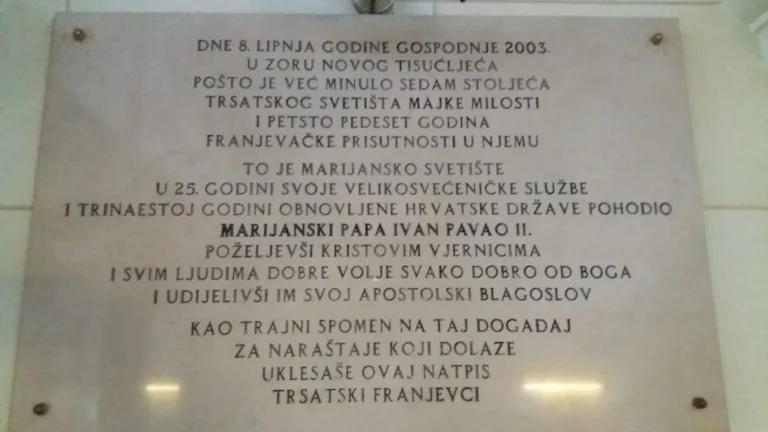 DNE 8. LIPNJA GODINE GOSPODNJE 2003.
U ZORU NOVOG TISUĆLJEĆA
POŠTO JE VEĆ MINULO SEDAM STOLJEĆA
TRSATSKOG SVETIŠTA MAJKE MILOSTI
I PETSTO PEDESET GODINA
FRANJEVAČKE PRISUTNOSTI U NJEMU
TO JE MARIJANSKO SVETIŠTE
U 25. GODINI SVOJE VELIKOSVEĆENIČKE SLUŽBE
I TRINAESTOJ GODINI OBNOVLJENE HRVATSKE DRŽAVE POHODIO
MARIJANSKI PAPA IVAN PAVAO II.
POŽELJEVŠI KRISTOVIM VJERNICIMA
I SVIM LJUDIMA DOBRE VOLJE SVAKO DOBRO OD BOGA
I UDIJELIVŠI IM SVOJ APOSTOLSKI BLAGOSLOV
KAO TRAJNI SPOMEN NA TAJ DOGAĐAJ
ZA NARAŠTAJE KOJI DOLAZE
UKLESAŠE OVAJ NATPIS
TRSATSKI FRANJEVCI